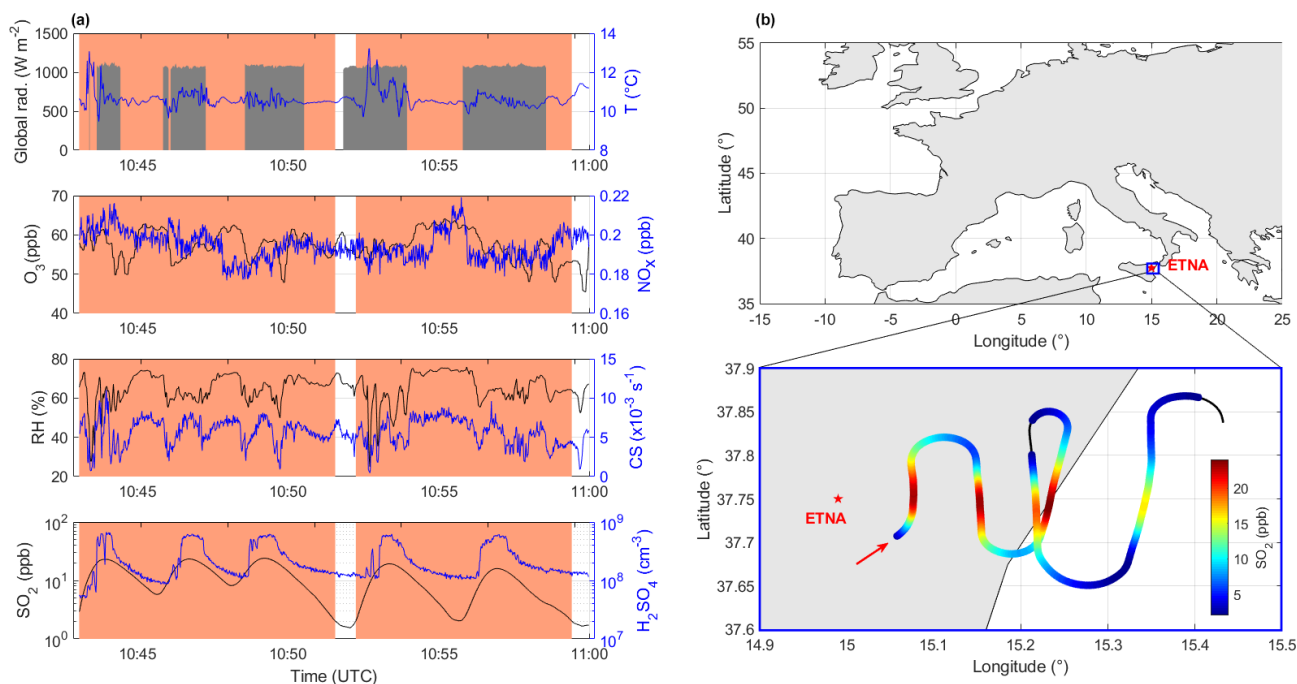 (a)
1500
1000
500
0
Global rad. (W m-2)
14
12
10
8
T (°C)
10:45 10:50 10:55 11:00
70
60
50
40
O3 (ppb)
0.22
0.20
0.18
0.16
NOX (ppb)
10:45 10:50 10:55 11:00
80
60
40
20
RH (%)
15
10
5
0
CS (x10-3 s-1)
10:45 10:50 10:55 11:00
102
101
100
SO2 (ppb)
109
108
107
H2SO4 (cm-3)
10:45 10:50 10:55 11:00
Time (UTC)
(b)
55
50
45
40
35
Latitude (°)
ETNA
-15 -10 -5 0 5 10 15 20 25
Longitude (°)
37.9
37.85
37.8
37.75
37.7
37.65
37.6
Latitude (°)
ETNA
20
15
10
5
SO2 (ppb)
14.9 15 15.1 15.2 15.3 15.4 15.5
Longitude (°)